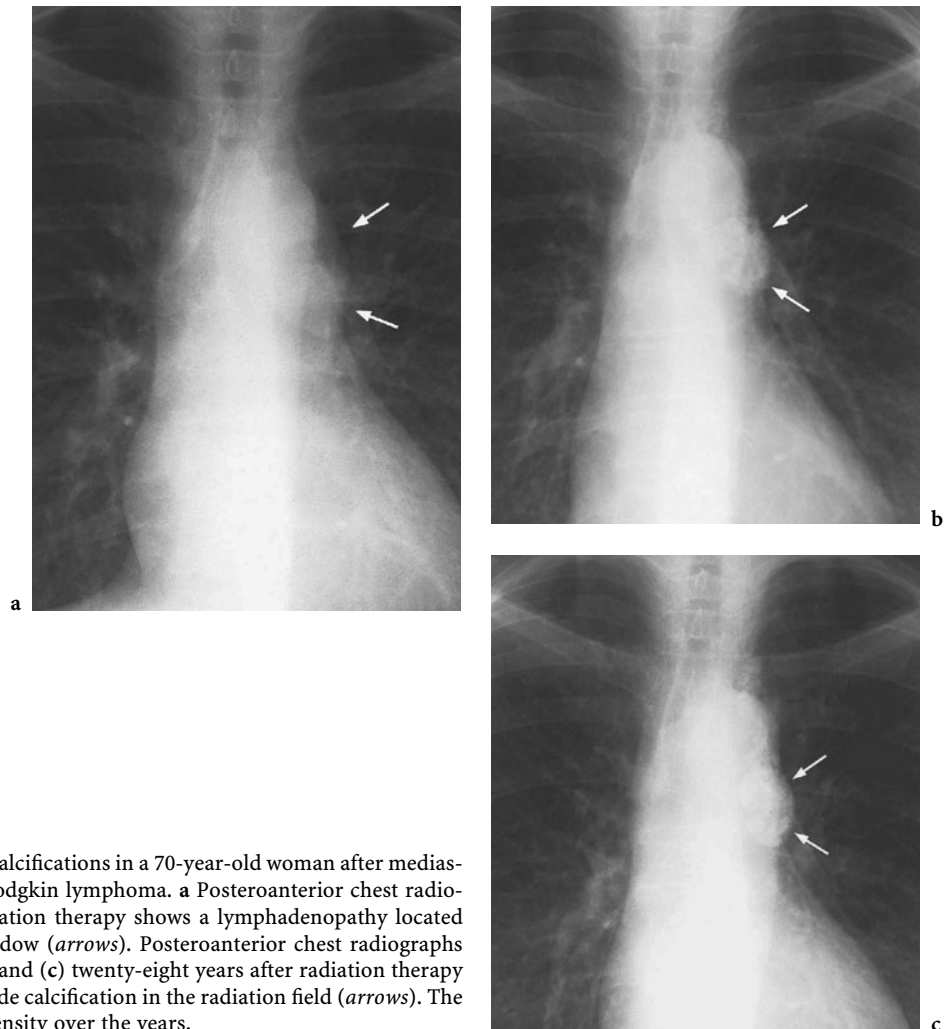 a
b
c
alcifications in a 70-year-old woman after medias-
odgkin lymphoma. a Posteroanterior chest radio-
ation therapy shows a lymphadenopathy located
dow (arrows). Posteroanterior chest radiographs
and (c) twenty-eight years after radiation therapy
de calcification in the radiation field (arrows). The
ensity over the years.